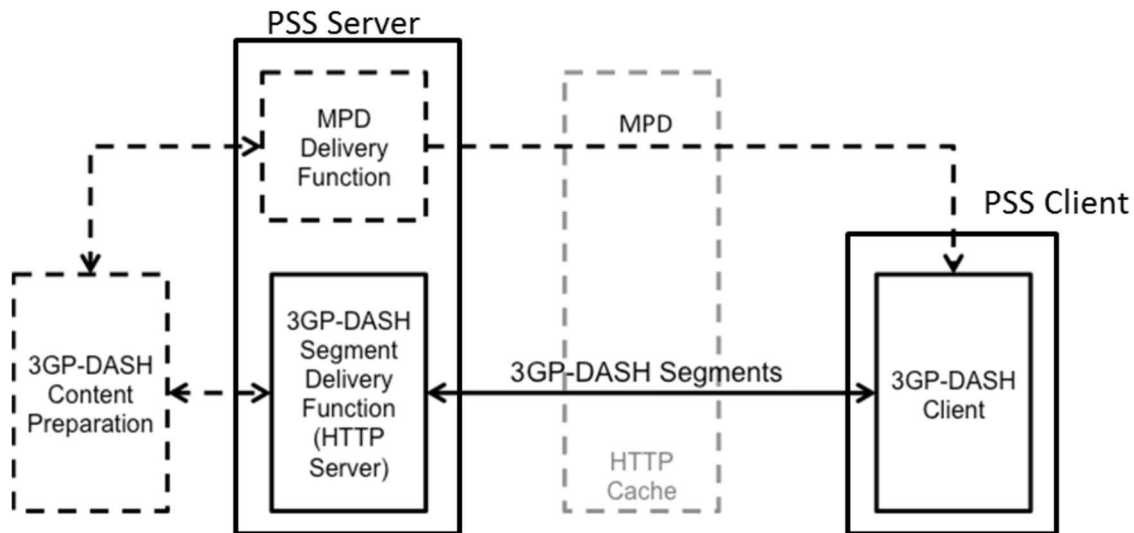 PSS Server
MPD
Delivery
Function
MPD
PSS Client
3GP-DASH
Content
Preparation
3GP-DASH
Segment
Delivery
Function
(HTTP
Server)
3GP-DASH Segments
HTTP
Cache
3GP-DASH
Client